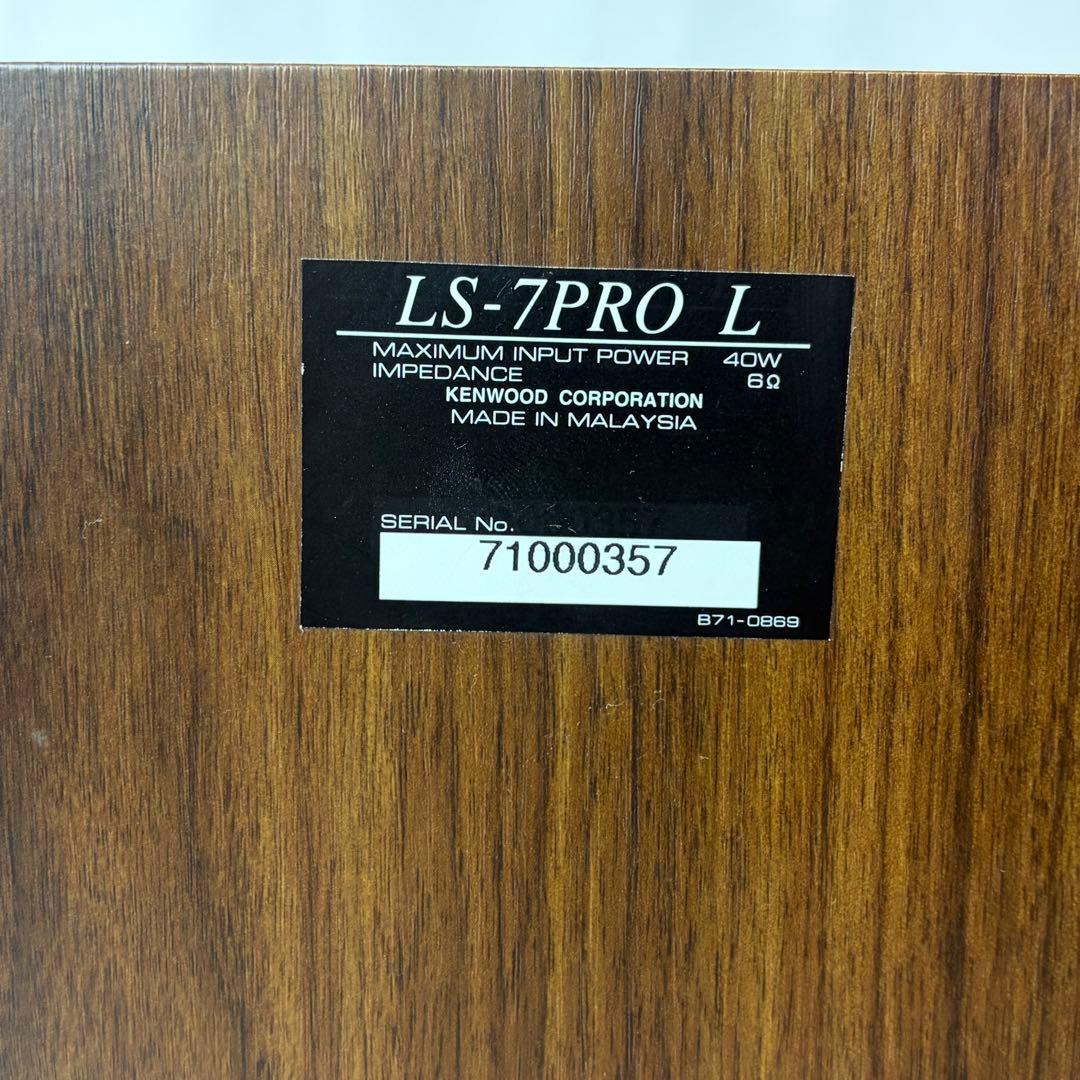 LS-7PRO L
MAXIMUM INPUT POWER 40W
IMPEDANCE 6Ω
KENWOOD CORPORATION
MADE IN MALAYSIA
SERIAL No.
71000357
B71-0869